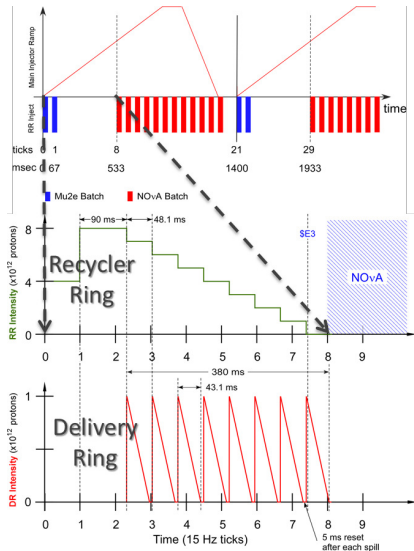 Main Injector Ramp
RR Inject
time
ticks 0 1 8 21 29
msec 0 67 533 1400 1933
Mu2e Batch NOνA Batch
90 ms 48.1 ms
$E3
NOνA
Recycler
Ring
RR Intensity (x10¹² protons)
8
4
0
0 1 2 3 4 5 6 7 8 9
380 ms
43.1 ms
Delivery
Ring
DR Intensity (x10¹² protons)
1
0
0 1 2 3 4 5 6 7 8 9
Time (15 Hz ticks)
5 ms reset
after each spill